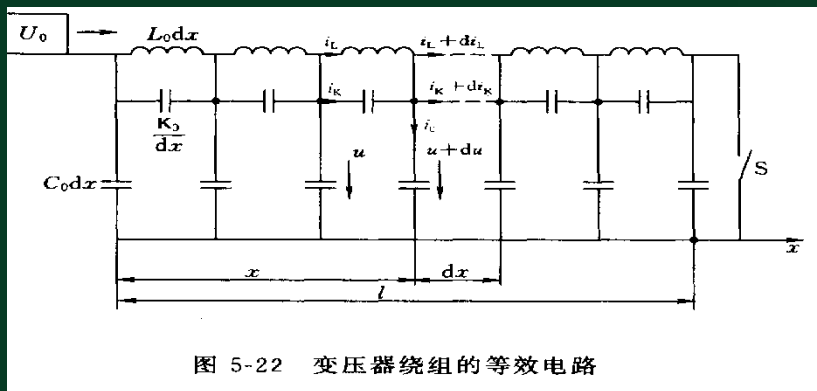 U₀ L₀dx i_L i_L+di_L
i_K i_K+di_K
K₀
dx
i_c
u u+du
C₀dx S
x
x dx
l
图 5-22 变压器绕组的等效电路